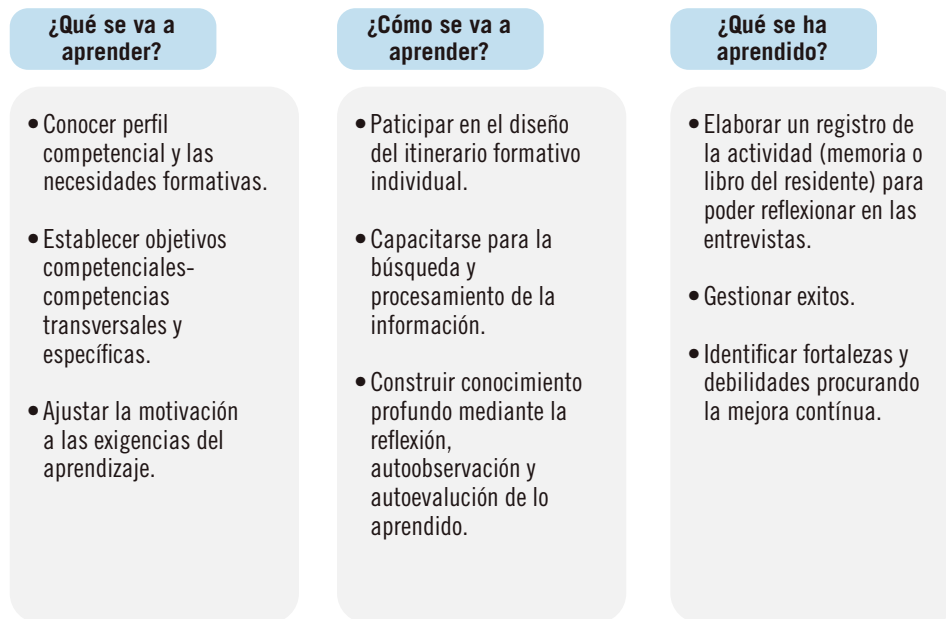 ¿Qué se va a
aprender?
• Conocer perfil
competencial y las
necesidades formativas.
• Establecer objetivos
competenciales-
competencias
transversales y
específicas.
• Ajustar la motivación
a las exigencias del
aprendizaje.
¿Cómo se va a
aprender?
• Paticipar en el diseño
del itinerario formativo
individual.
• Capacitarse para la
búsqueda y
procesamiento de la
información.
• Construir conocimiento
profundo mediante la
reflexión,
autoobservación y
autoevalución de lo
aprendido.
¿Qué se ha
aprendido?
• Elaborar un registro de
la actividad (memoria o
libro del residente) para
poder reflexionar en las
entrevistas.
• Gestionar exitos.
• Identificar fortalezas y
debilidades procurando
la mejora contínua.